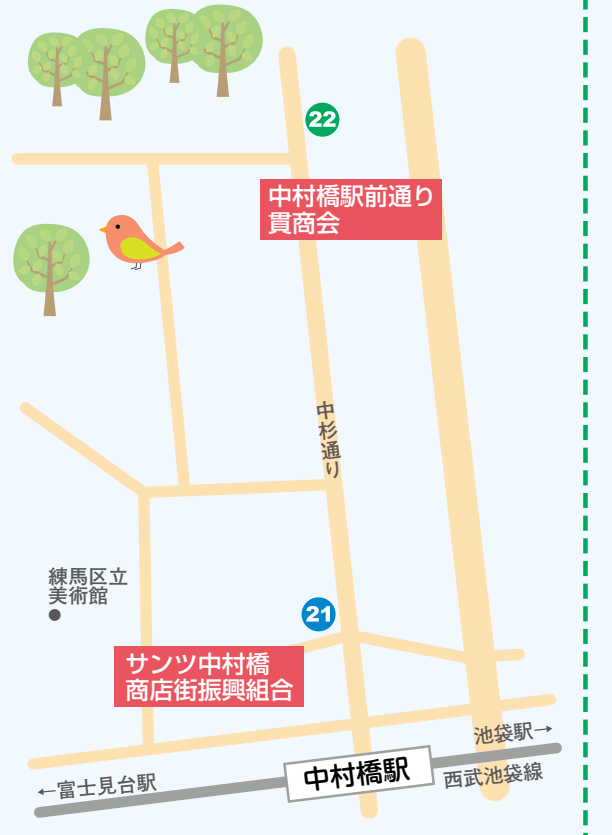 22
中村橋駅前通り
貫商会
中杉通り
練馬区立
美術館
21
サンツ中村橋
商店街振興組合
池袋駅→
←富士見台駅
中村橋駅
西武池袋線